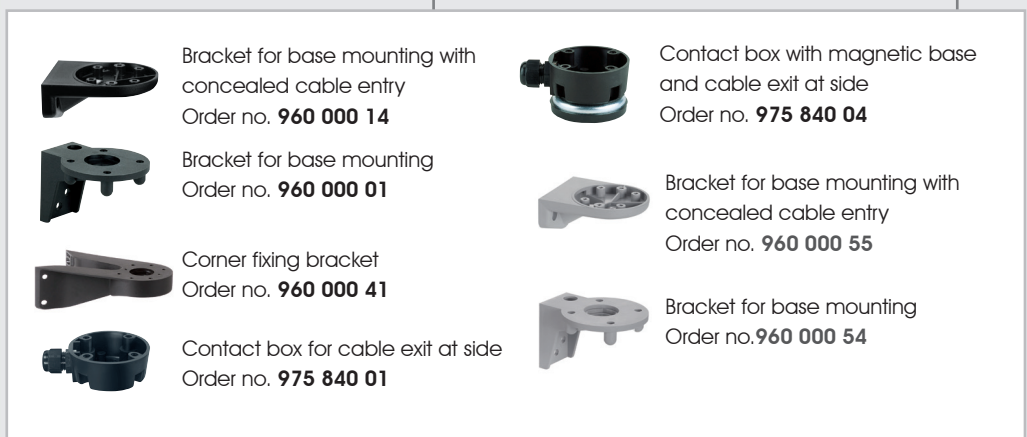 Bracket for base mounting with
concealed cable entry
Order no. 960 000 14
Bracket for base mounting
Order no. 960 000 01
Corner fixing bracket
Order no. 960 000 41
Contact box for cable exit at side
Order no. 975 840 01
Contact box with magnetic base
and cable exit at side
Order no. 975 840 04
Bracket for base mounting with
concealed cable entry
Order no. 960 000 55
Bracket for base mounting
Order no.960 000 54